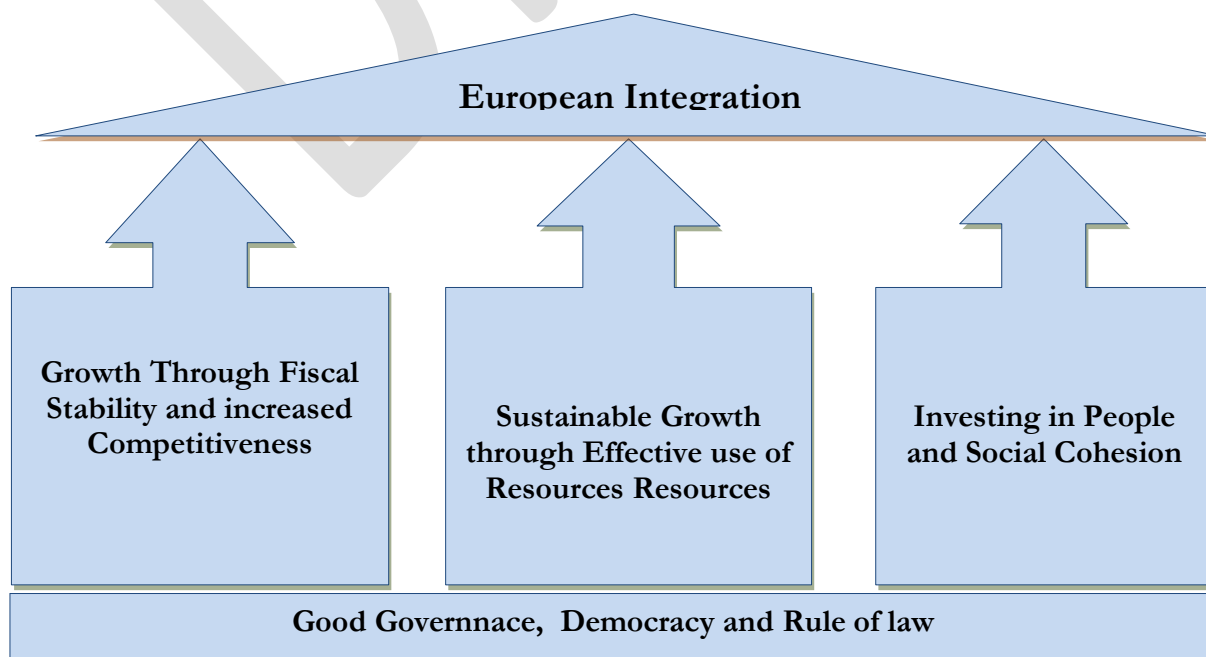 European Integration
Growth Through Fiscal
Stability and increased
Competitiveness
Sustainable Growth
through Effective use of
Resources Resources
Investing in People
and Social Cohesion
Good Governnace,  Democracy and Rule of law